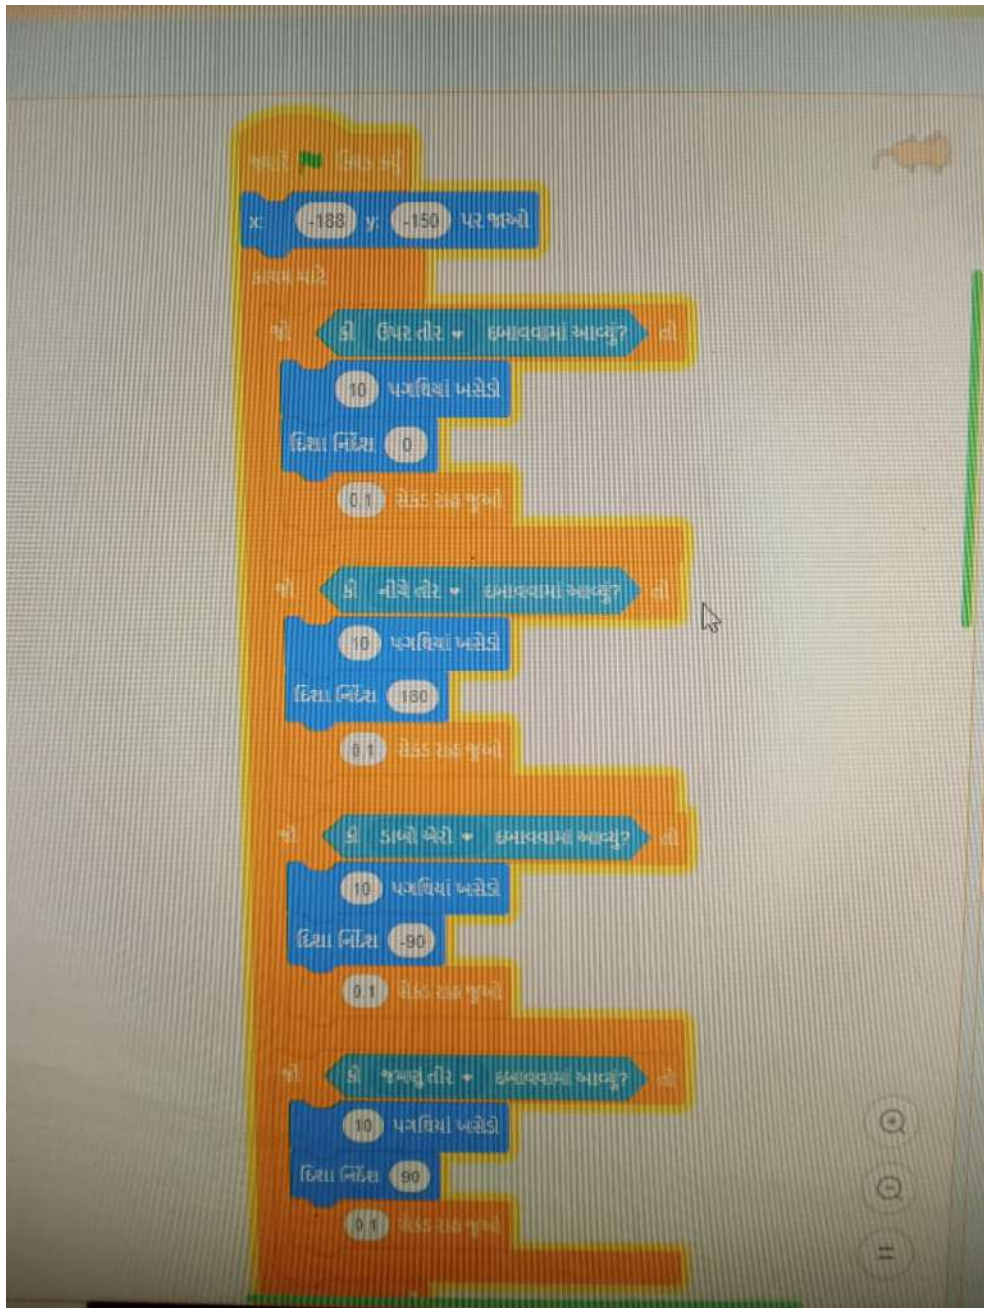 જ્યારે ક્લિક કર્યું
x: -188 y: -150 પર જાઓ
કાયમ માટે
જો કી ઉપર તીર દબાવવામાં આવ્યું? તો
10 પગથિયાં ખસેડો
દિશા નિર્દેશ 0
0.1 સેકંડ રાહ જુઓ
જો કી નીચે તીર દબાવવામાં આવ્યું? તો
10 પગથિયાં ખસેડો
દિશા નિર્દેશ 180
0.1 સેકંડ રાહ જુઓ
જો કી ડાબો એરો દબાવવામાં આવ્યું? તો
10 પગથિયાં ખસેડો
દિશા નિર્દેશ -90
0.1 સેકંડ રાહ જુઓ
જો કી જમણું તીર દબાવવામાં આવ્યું? તો
10 પગથિયાં ખસેડો
દિશા નિર્દેશ 90
0.1 સેકંડ રાહ જુઓ